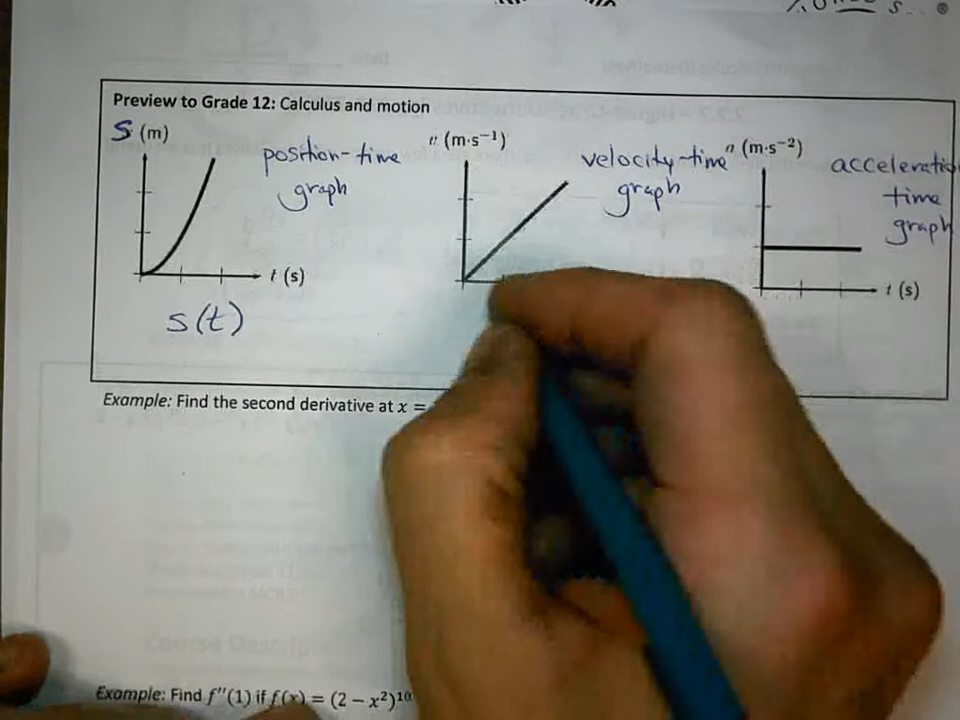 Preview to Grade 12: Calculus and motion
S (m)
position-time
graph
t (s)
s(t)
" (m·s⁻¹)
velocity-time
graph
" (m·s⁻²)
time
graph
t (s)
Example: Find the second derivative at x =
Example: Find f″(1) if f(x) = (2 − x²)¹⁰